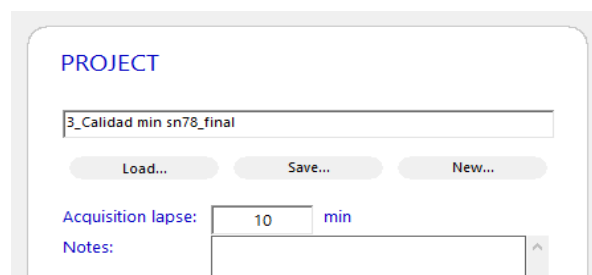 PROJECT
3_Calidad min sn78_final
Load... Save... New...
Acquisition lapse: 10 min
Notes: